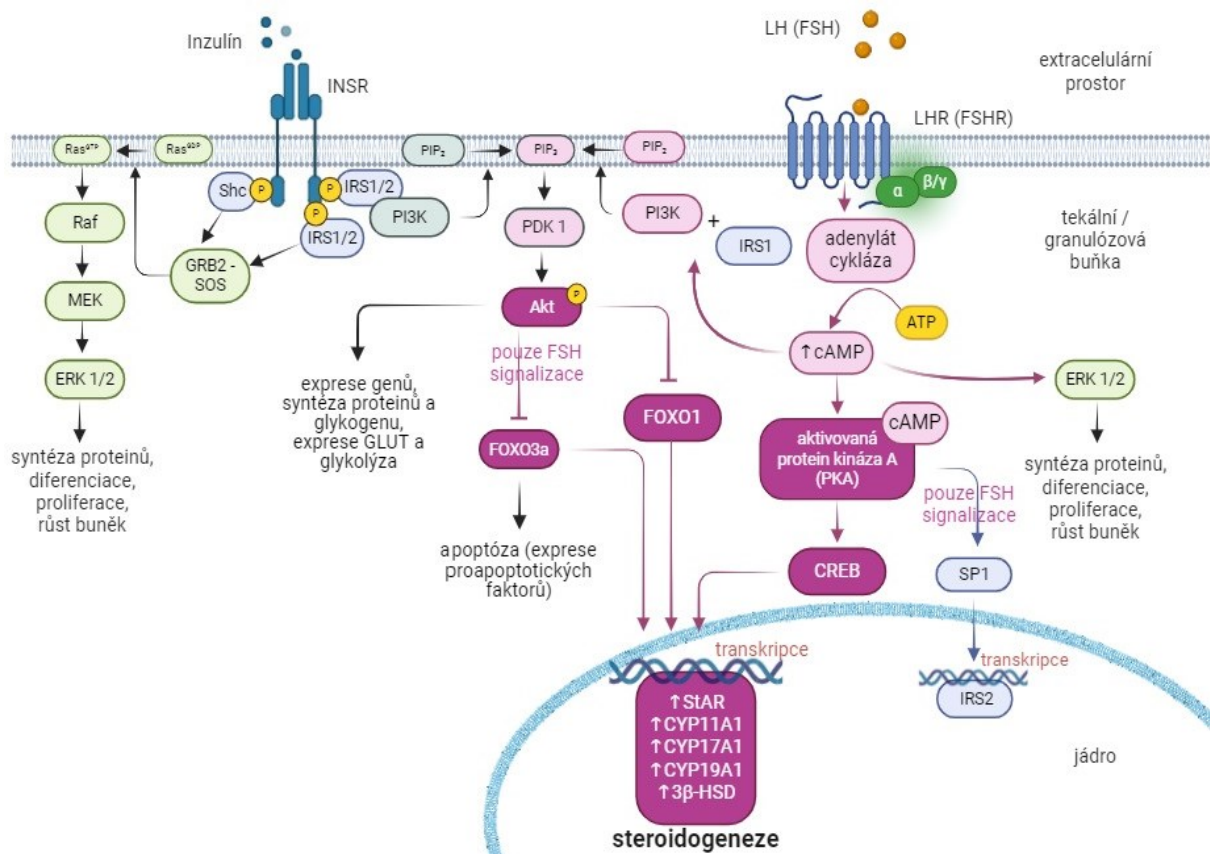 Inzulín
INSR
LH (FSH)
extracelulární
prostor
LHR (FSHR)
Ras^GTP
Ras^GDP
PIP₂
PIP₃
PIP₂
α
β/γ
Shc
P
P
IRS1/2
P
IRS1/2
PI3K
PI3K
+
IRS1
adenylát
cykláza
tekální /
granulózová
buňka
Raf
GRB2 -
SOS
PDK 1
MEK
Akt
P
ATP
↑cAMP
pouze FSH
signalizace
ERK 1/2
ERK 1/2
exprese genů,
syntéza proteinů a
glykogenu,
exprese GLUT a
glykolýza
FOXO1
FOXO3a
cAMP
aktivovaná
protein kináza A
(PKA)
syntéza proteinů,
diferenciace,
proliferace,
růst buněk
pouze FSH
signalizace
syntéza proteinů,
diferenciace,
proliferace,
růst buněk
apoptóza (exprese
proapoptotických
faktorů)
CREB
SP1
transkripce
transkripce
IRS2
↑StAR
↑CYP11A1
↑CYP17A1
↑CYP19A1
↑3β-HSD
steroidogeneze
jádro